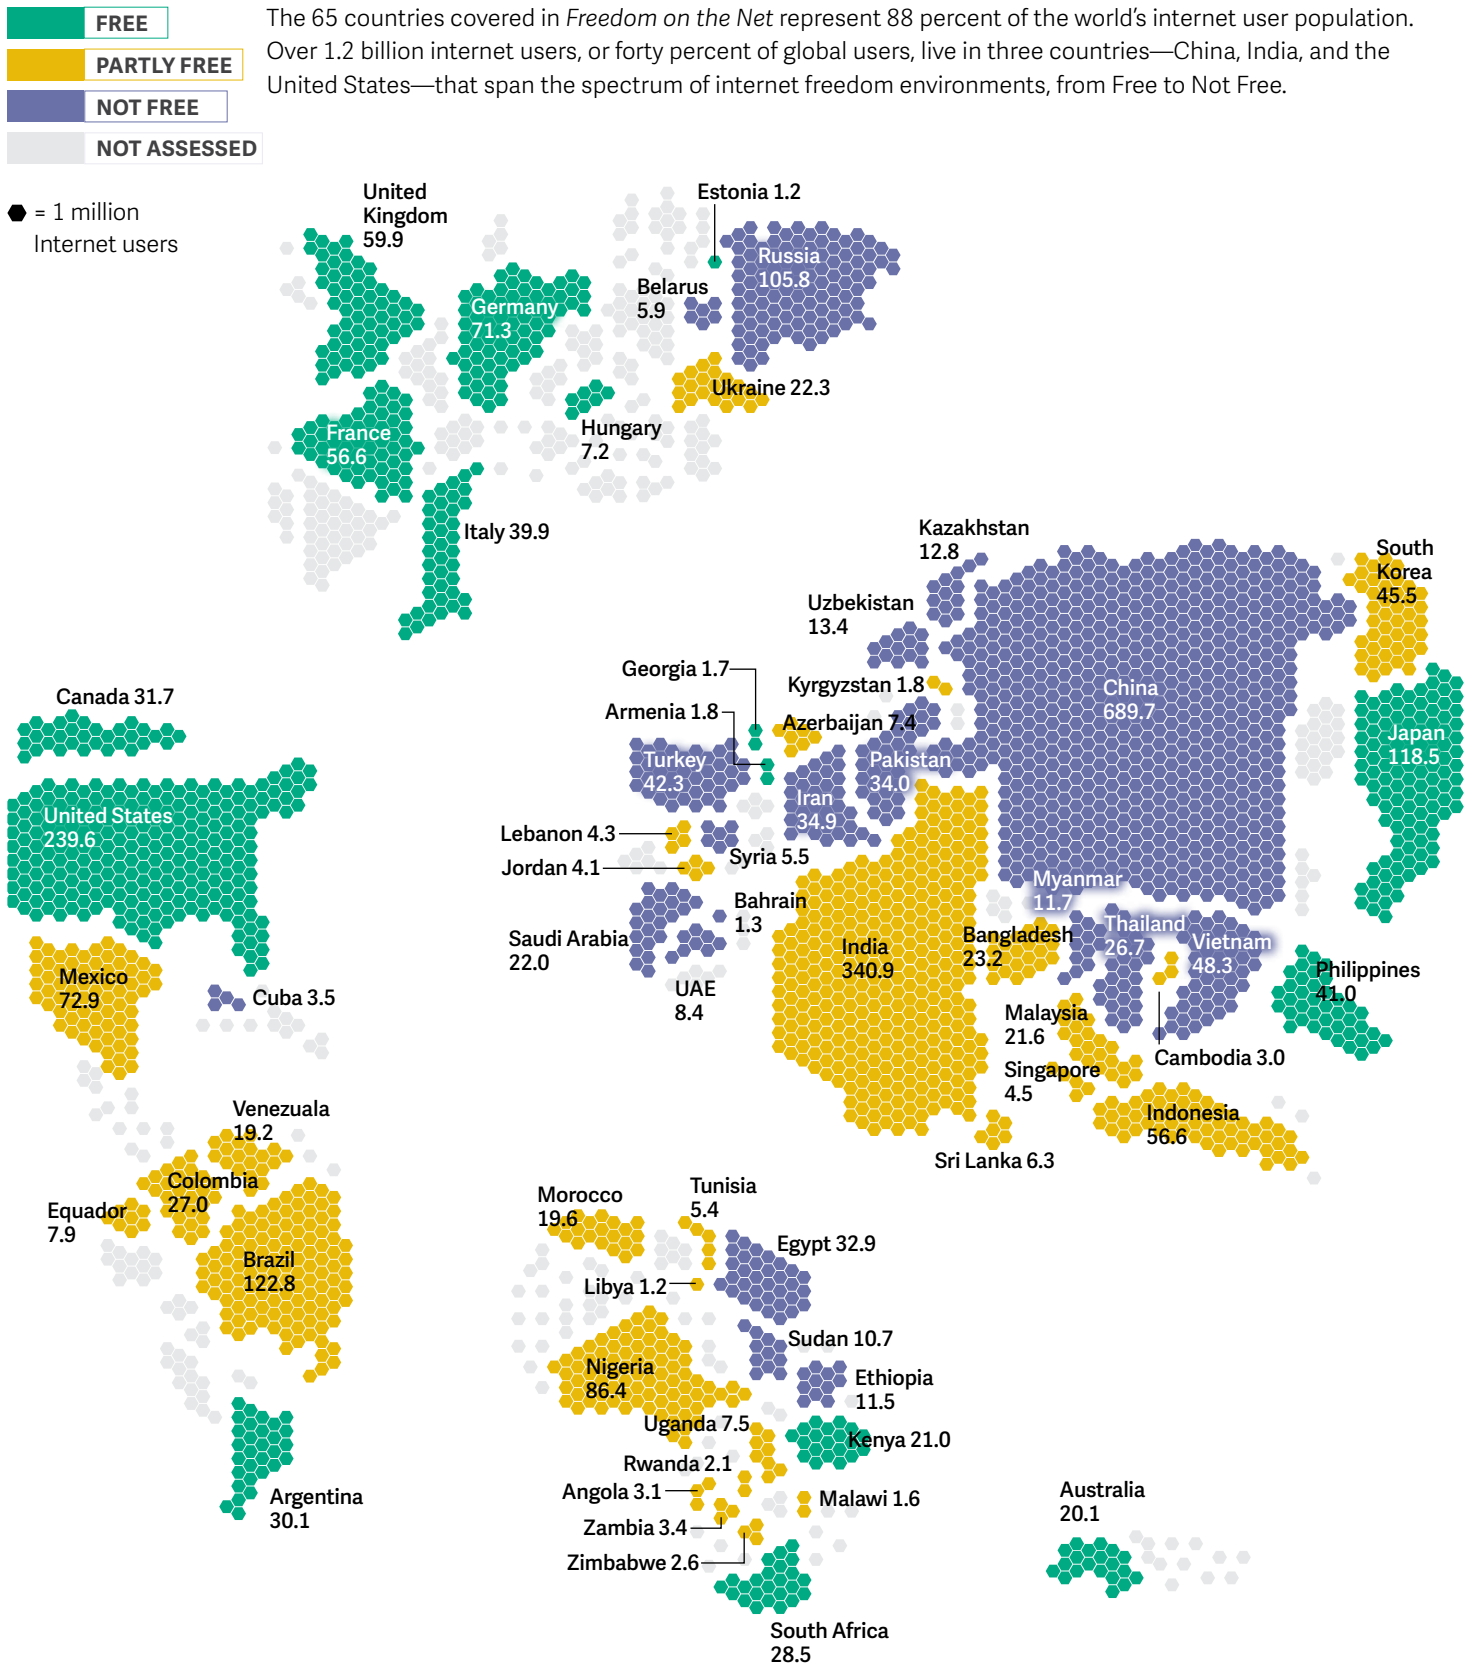 FREE
PARTLY FREE
NOT FREE
NOT ASSESSED
The 65 countries covered in Freedom on the Net represent 88 percent of the world’s internet user population.
Over 1.2 billion internet users, or forty percent of global users, live in three countries—China, India, and the
United States—that span the spectrum of internet freedom environments, from Free to Not Free.
= 1 million
Internet users
United
Kingdom
59.9
Estonia 1.2
Russia
105.8
Belarus
5.9
Germany
71.3
Ukraine 22.3
France
56.6
Hungary
7.2
Italy 39.9
Kazakhstan
12.8
South
Korea
45.5
Uzbekistan
13.4
Georgia 1.7
Kyrgyzstan 1.8
China
689.7
Canada 31.7
Armenia 1.8
Azerbaijan 7.4
Japan
118.5
Turkey
42.3
Pakistan
34.0
Iran
34.9
United States
239.6
Lebanon 4.3
Syria 5.5
Jordan 4.1
Myanmar
11.7
Bahrain
1.3
Thailand
26.7
Saudi Arabia
22.0
India
340.9
Bangladesh
23.2
Vietnam
48.3
Mexico
72.9
Philippines
41.0
Cuba 3.5
UAE
8.4
Malaysia
21.6
Cambodia 3.0
Singapore
4.5
Indonesia
56.6
Venezuala
19.2
Sri Lanka 6.3
Colombia
27.0
Equador
7.9
Brazil
122.8
Morocco
19.6
Tunisia
5.4
Egypt 32.9
Libya 1.2
Sudan 10.7
Nigeria
86.4
Ethiopia
11.5
Uganda 7.5
Kenya 21.0
Rwanda 2.1
Angola 3.1
Malawi 1.6
Zambia 3.4
Zimbabwe 2.6
Argentina
30.1
Australia
20.1
South Africa
28.5